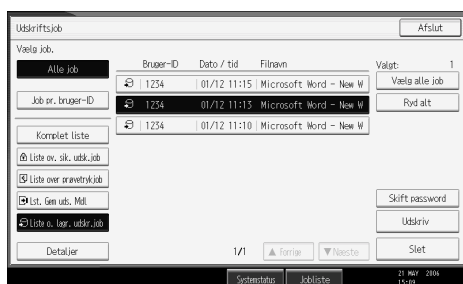 Udskriftsjob
Afslut
Vælg job.
Alle job
Job pr. bruger-ID
Komplet liste
Liste ov. sik. udsk.job
Liste over prøvetrykjob
Lst. Gem uds. Mdl
Liste o. lagr. udskr.job
Detaljer
Bruger-ID Dato / tid Filnavn
1234 01/12 11:15 Microsoft Word - New W
1234 01/12 11:13 Microsoft Word - New W
1234 01/12 11:10 Microsoft Word - New W
1/1
▲ Forrige
▼ Næeste
Valgt: 1
Vælg alle job
Ryd alt
Skift password
Udskriv
Slet
Systemstatus
Jobliste
21 MAY 2006
15:09